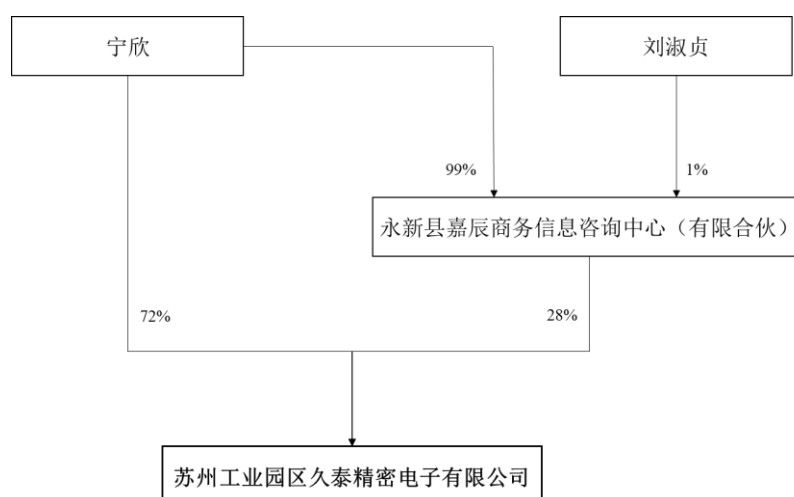 宁欣
刘淑贞
99%
1%
永新县嘉辰商务信息咨询中心（有限合伙）
72%
28%
苏州工业园区久泰精密电子有限公司